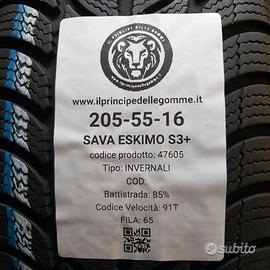 IL PRINCIPE DELLE GOMME
www.ilprincipedellegomme.it
205-55-16
SAVA ESKIMO S3+
codice prodotto: 47605
Tipo: INVERNALI
COD:
Battistrada: 85%
Codice Velocità: 91T
FILA: 65
subito